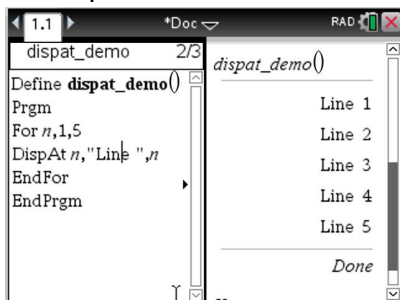 1.1 *Doc RAD
dispat_demo 2/3
Define dispat_demo()
Prgm
For n,1,5
DispAt n,"Line ",n
EndFor
EndPrgm
dispat_demo()
Line 1
Line 2
Line 3
Line 4
Line 5
Done